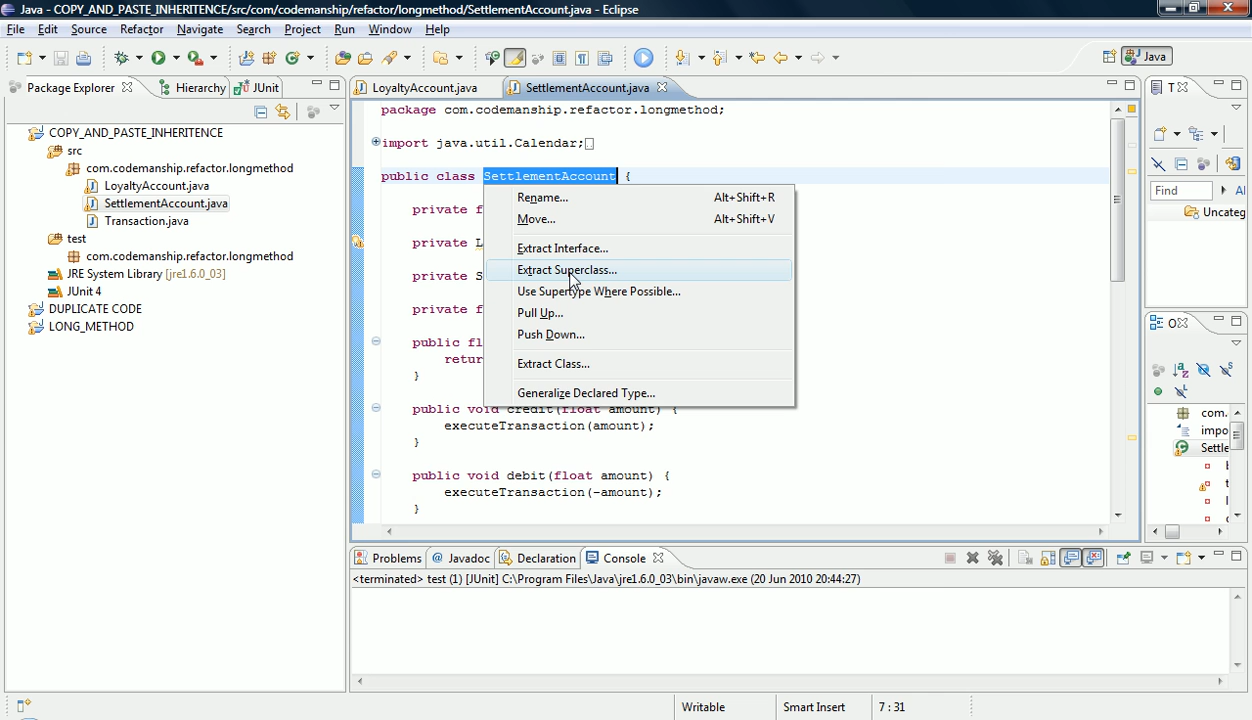 Java - COPY_AND_PASTE_INHERITENCE/src/com/codemanship/refactor/longmethod/SettlementAccount.java - Eclipse
File Edit Source Refactor Navigate Search Project Run Window Help
Java
Package Explorer Hierarchy JUnit
LoyaltyAccount.java SettlementAccount.java
T
COPY_AND_PASTE_INHERITENCE
src
com.codemanship.refactor.longmethod
LoyaltyAccount.java
SettlementAccount.java
Transaction.java
test
com.codemanship.refactor.longmethod
JRE System Library [jre1.6.0_03]
JUnit 4
DUPLICATE CODE
LONG_METHOD
package com.codemanship.refactor.longmethod;
import java.util.Calendar;
public class SettlementAccount {
private f
private L
private S
private f
public fl
retur
}
public void credit(float amount) {
executeTransaction(amount);
}
public void debit(float amount) {
executeTransaction(-amount);
}
Rename... Alt+Shift+R
Move... Alt+Shift+V
Extract Interface...
Extract Superclass...
Use Supertype Where Possible...
Pull Up...
Push Down...
Extract Class...
Generalize Declared Type...
Find Al
Uncateg
O
com.
impo
Settle
Problems @ Javadoc Declaration Console
<terminated> test (1) [JUnit] C:\Program Files\Java\jre1.6.0_03\bin\javaw.exe (20 Jun 2010 20:44:27)
Writable Smart Insert 7 : 31